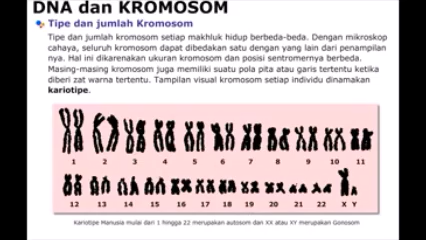 DNA dan KROMOSOM
Tipe dan jumlah Kromosom
Tipe dan jumlah kromosom setiap makhluk hidup berbeda-beda. Dengan mikroskop
cahaya, seluruh kromosom dapat dibedakan satu dengan yang lain dari penampilan
nya. Hal ini dikarenakan ukuran kromosom dan posisi sentromernya berbeda.
Masing-masing kromosom juga memiliki suatu pola pita atau garis tertentu ketika
diberi zat warna tertentu. Tampilan visual kromosom setiap individu dinamakan
kariotipe.
1 2 3 4 5 6 7 8 9 10 11
12 13 14 15 16 17 18 19 20 21 22 X Y
Kariotipe Manusia mulai dari 1 hingga 22 merupakan autosom dan XX atau XY merupakan Gonosom